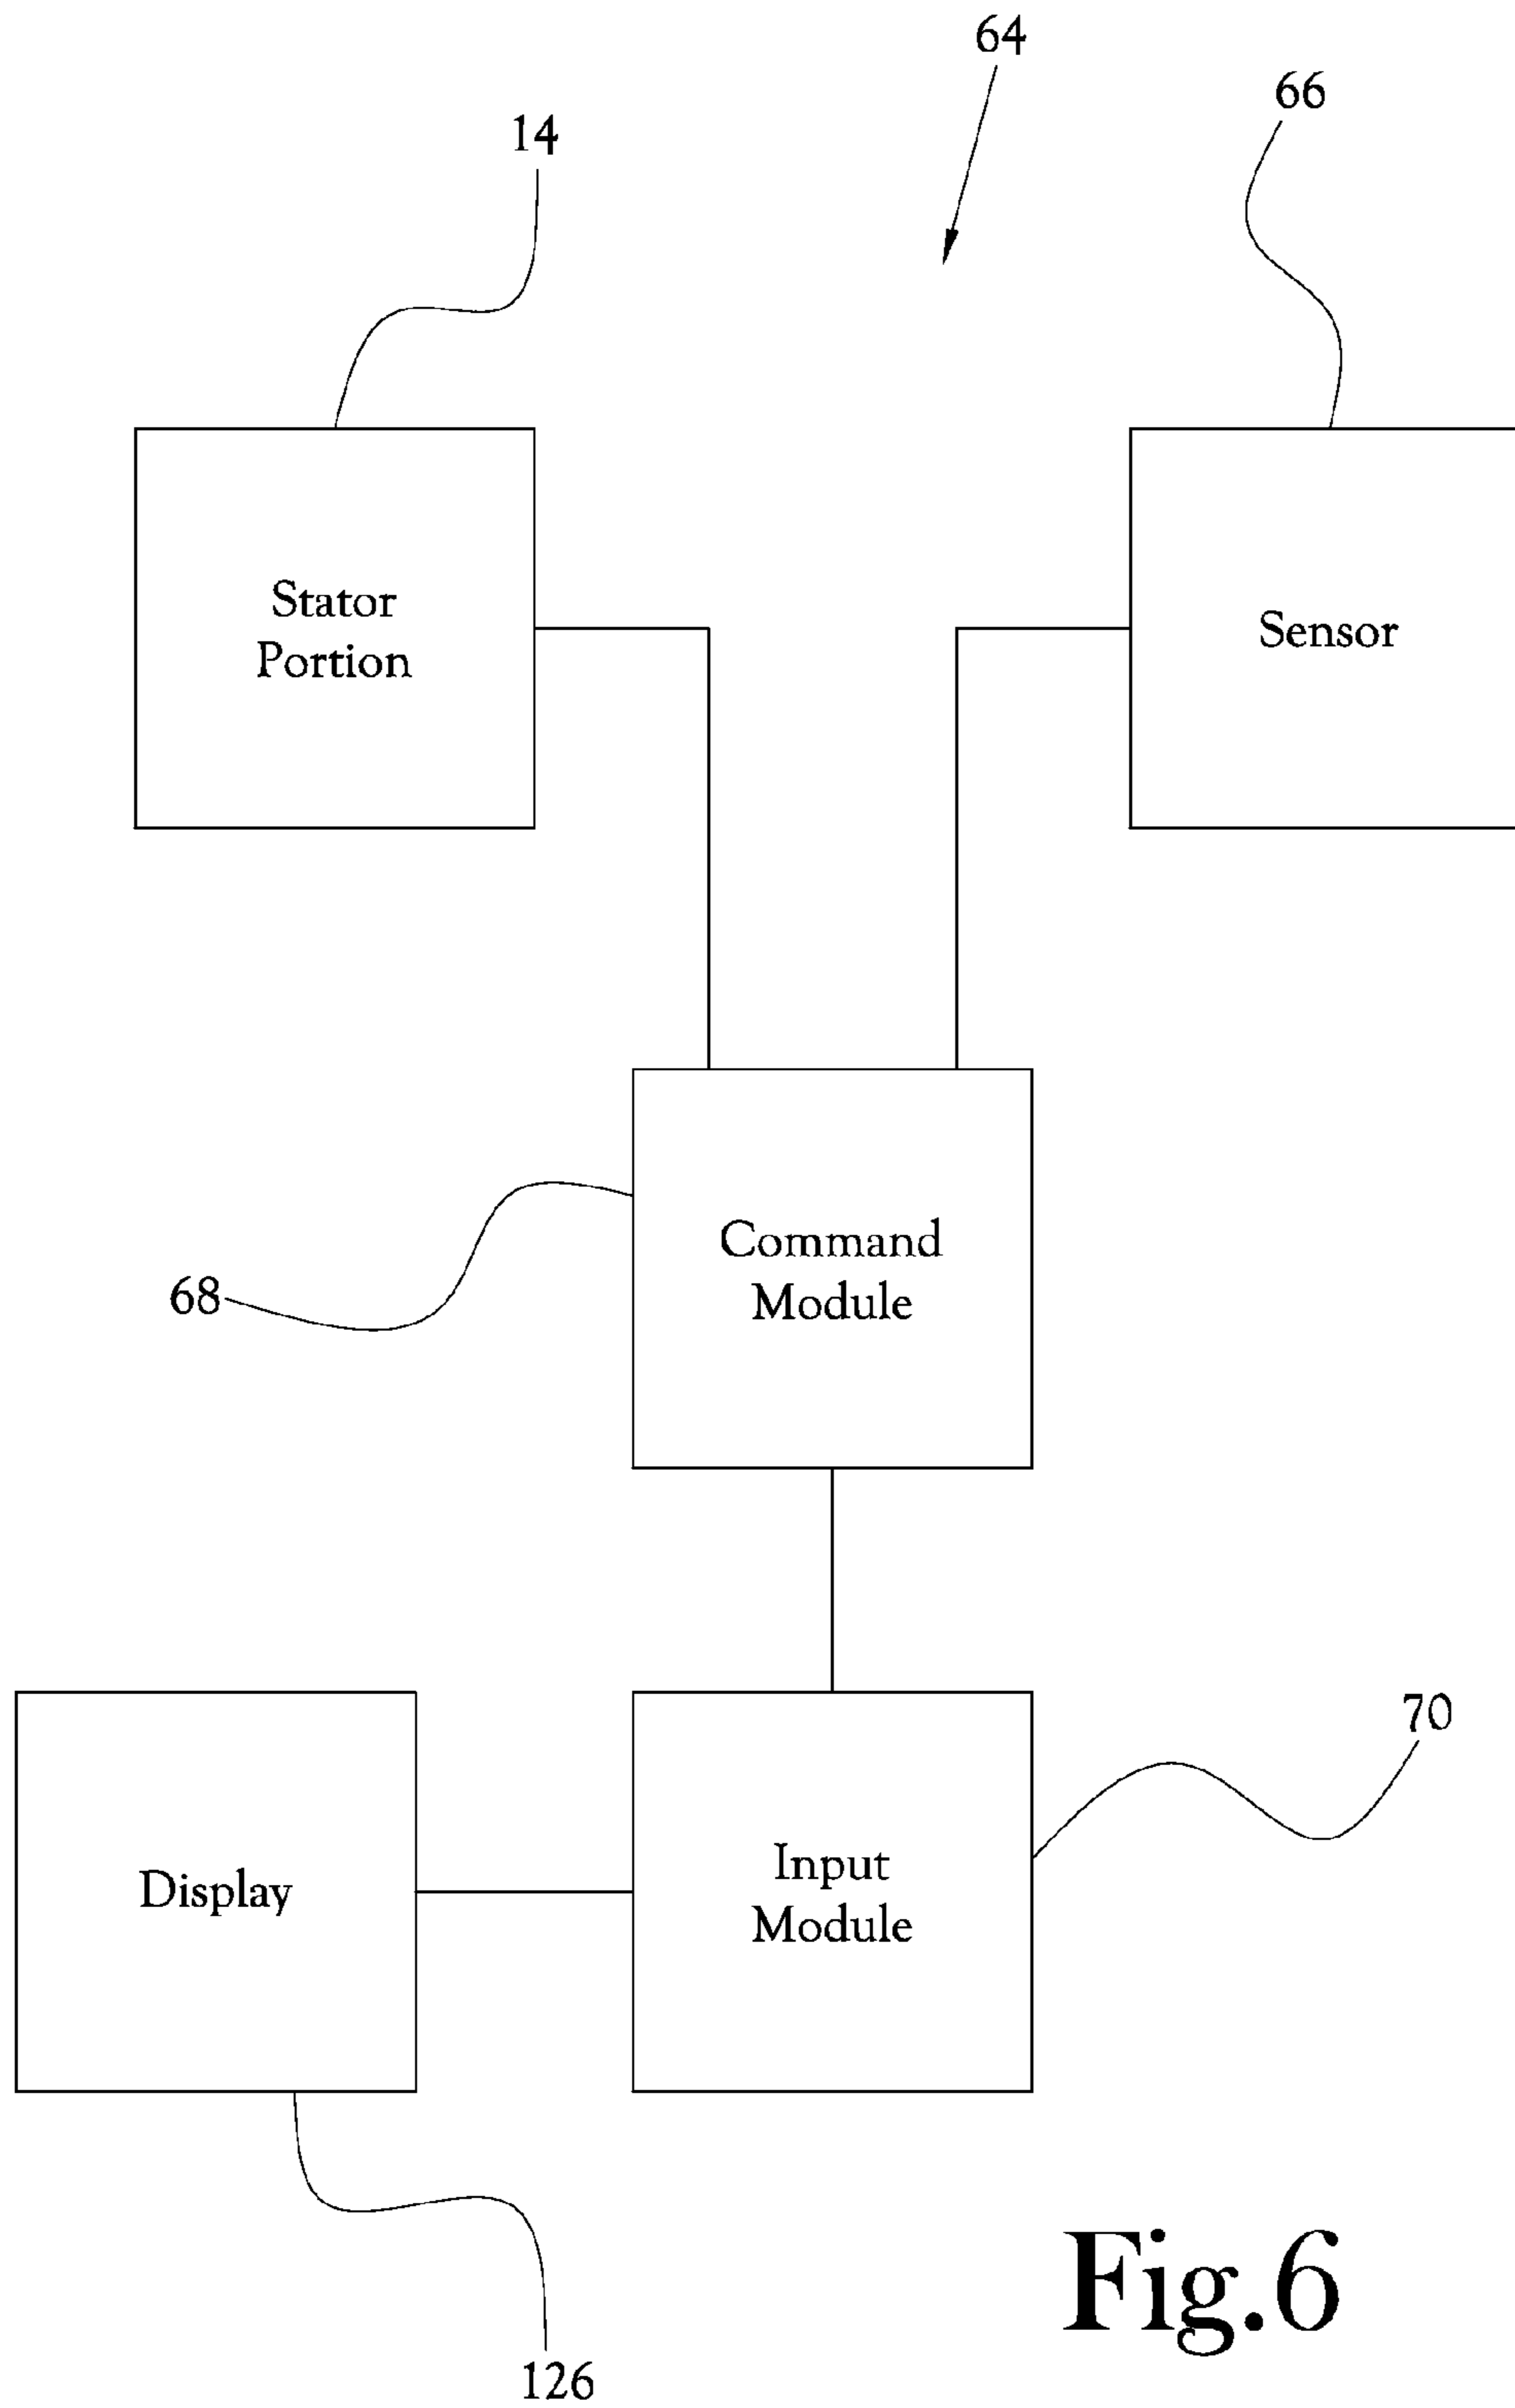 64
66
14
Stator
Portion
Sensor
Command
Module
68
70
Input
Module
Display
126
Fig.6